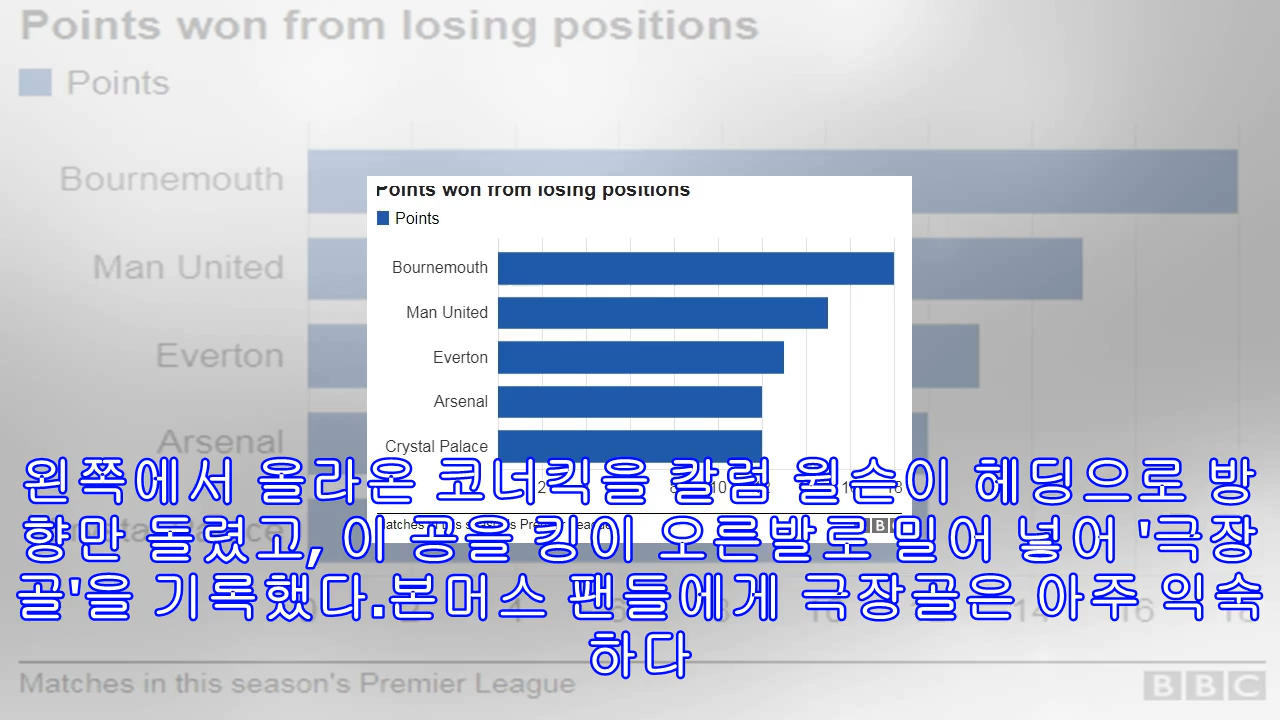 Points won from losing positions
Points
Bournemouth
Man United
Everton
Arsenal
Points won from losing positions
Points
Bournemouth
Man United
Everton
Arsenal
Crystal Palace
왼쪽에서 올라온 코너킥을 칼럼 윌슨이 헤딩으로 방
향만 돌렸고, 이 공을 킹이 오른발로 밀어 넣어 '극장
골'을 기록했다.본머스 팬들에게 극장골은 아주 익숙
하다
Matches in this season's Premier League
BBC